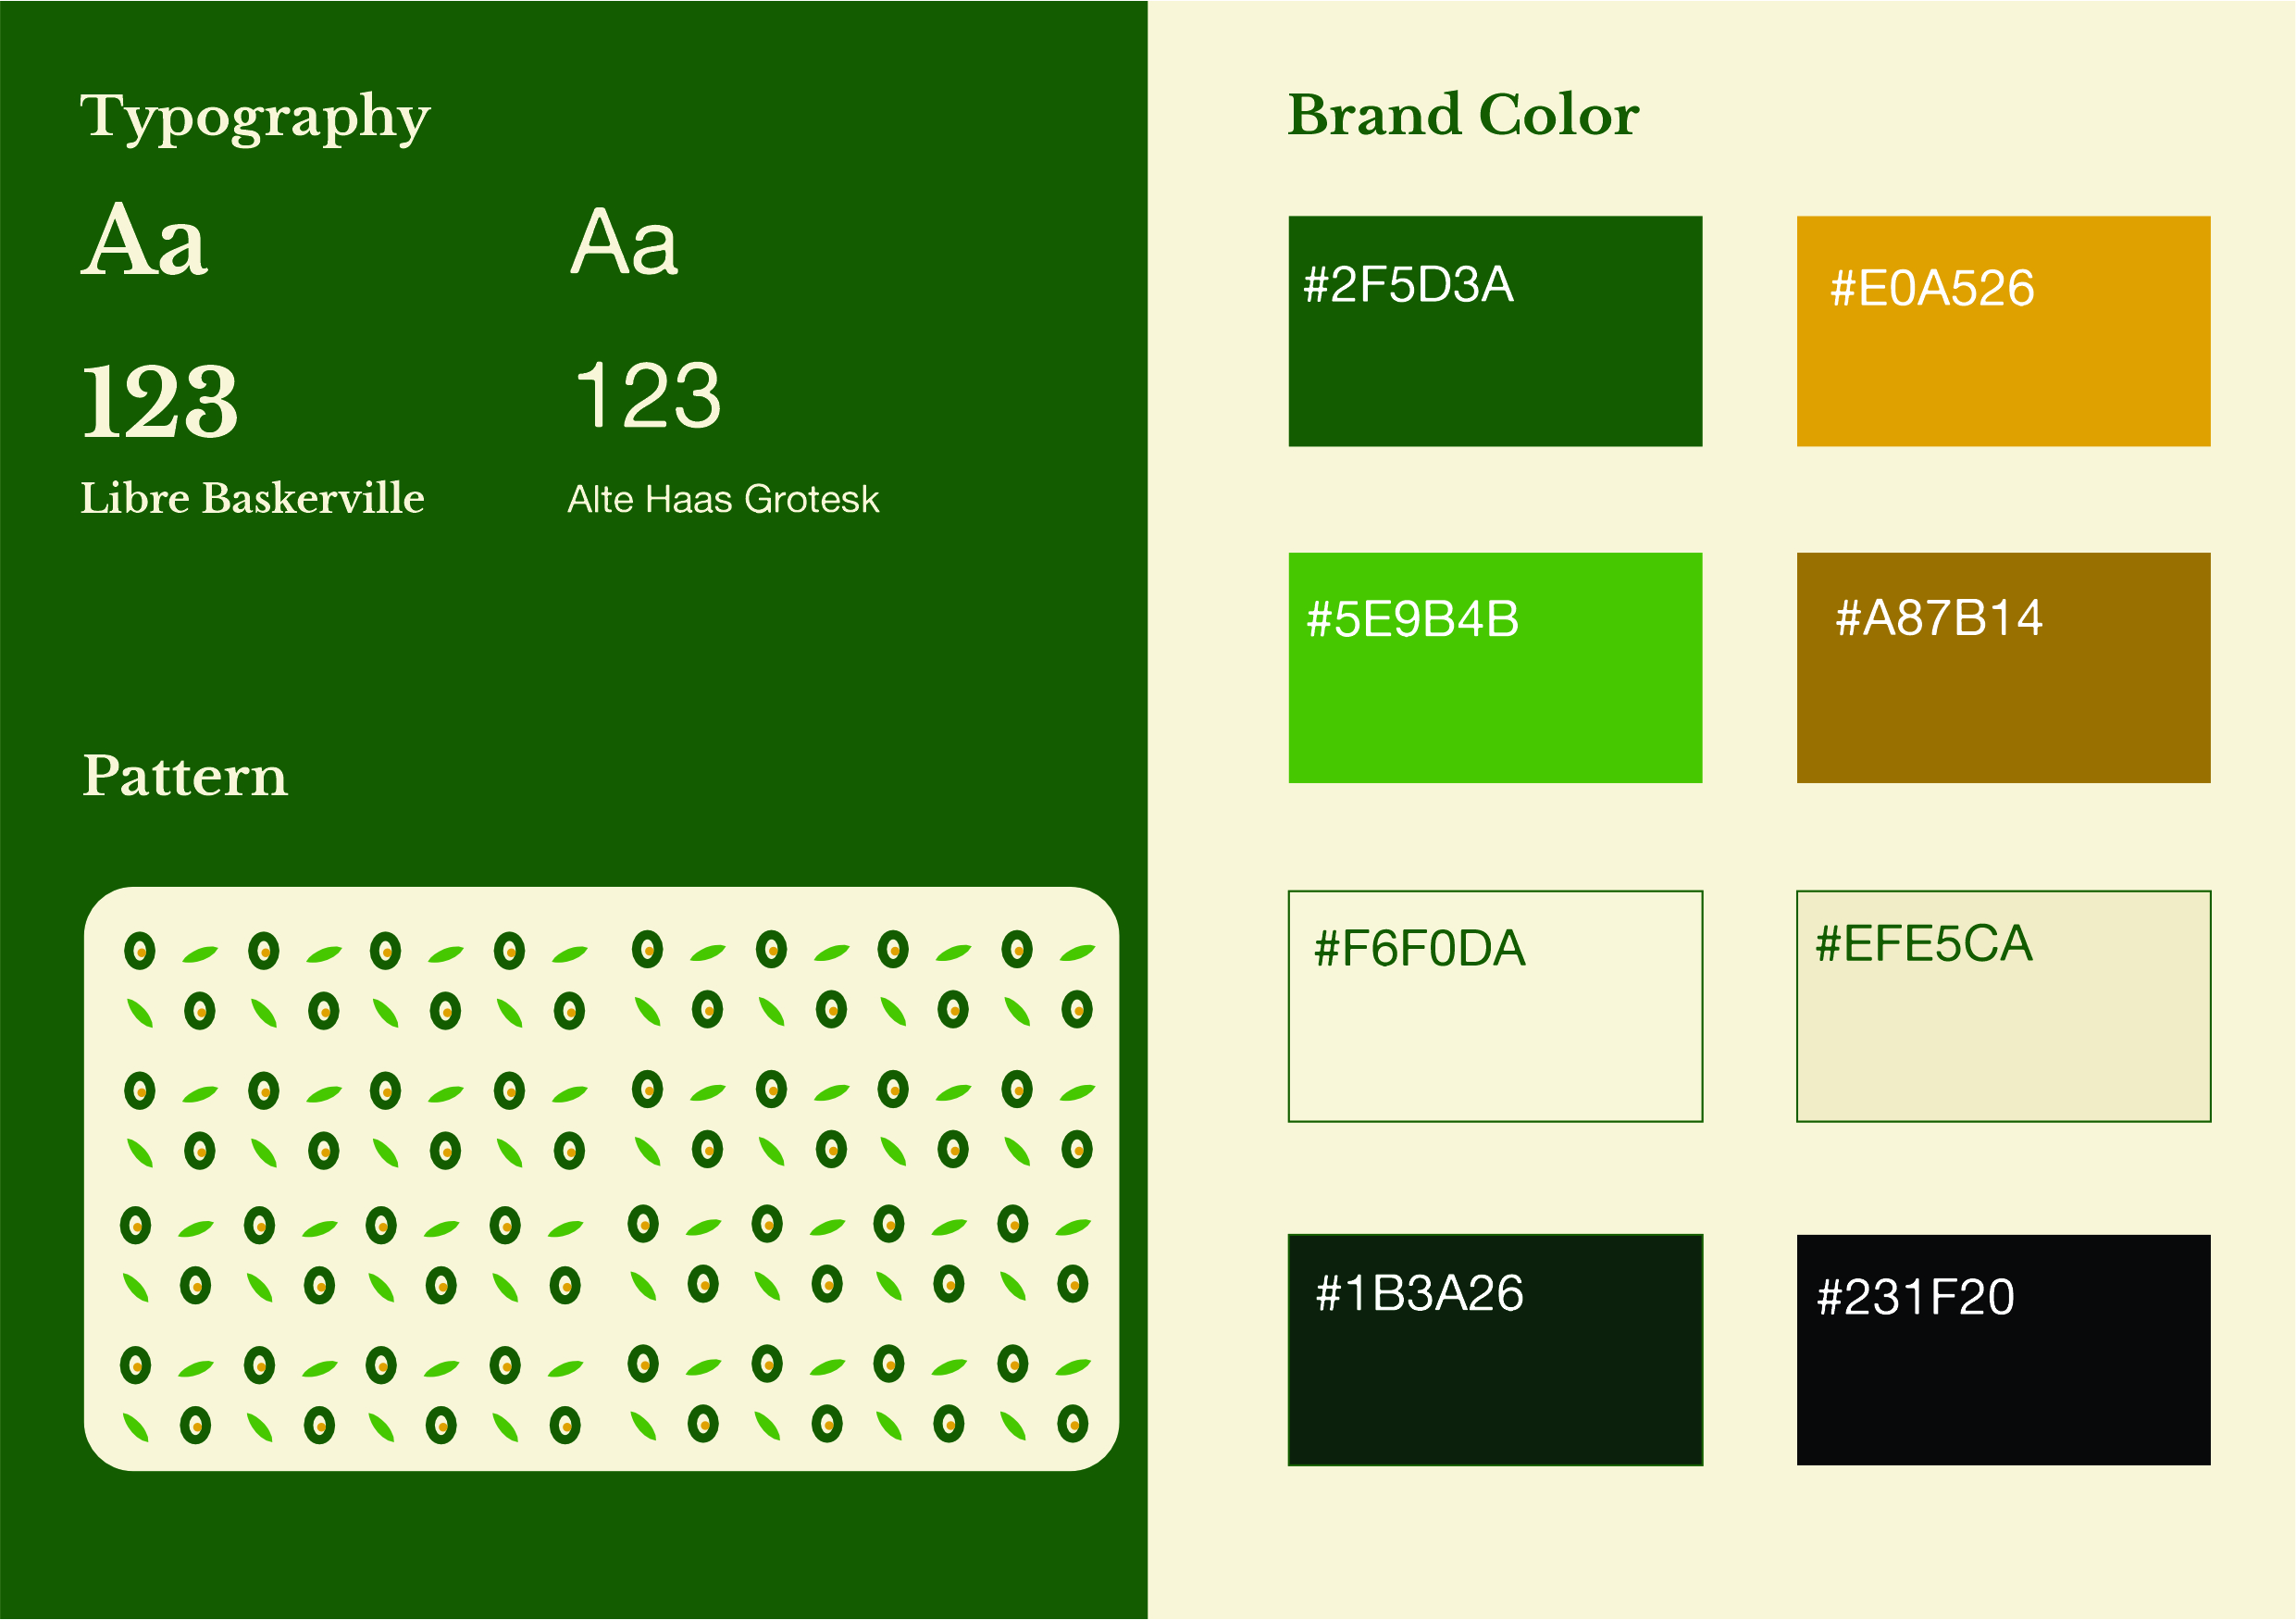 Typography
Aa
Aa
123
123
Libre Baskerville
Alte Haas Grotesk
Pattern
Brand Color
#2F5D3A
#E0A526
#5E9B4B
#A87B14
#F6F0DA
#EFE5CA
#1B3A26
#231F20